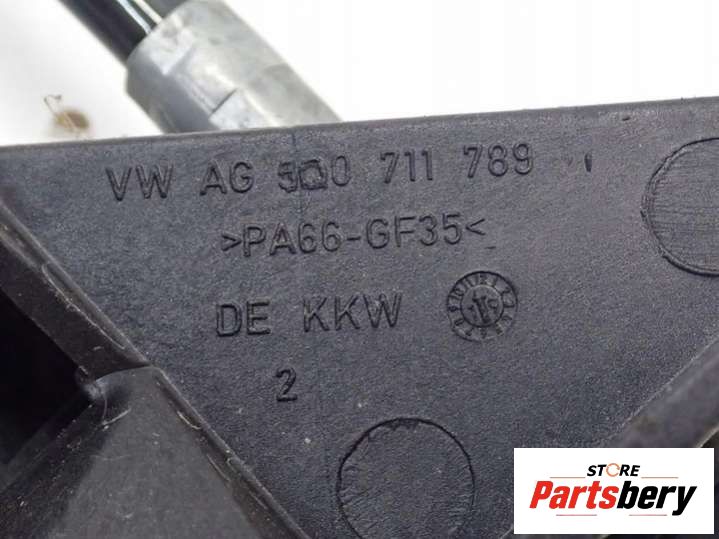 VW AG 5Q0 711 789
>PA66-GF35<
DE KKW
2
STORE
Partsbery